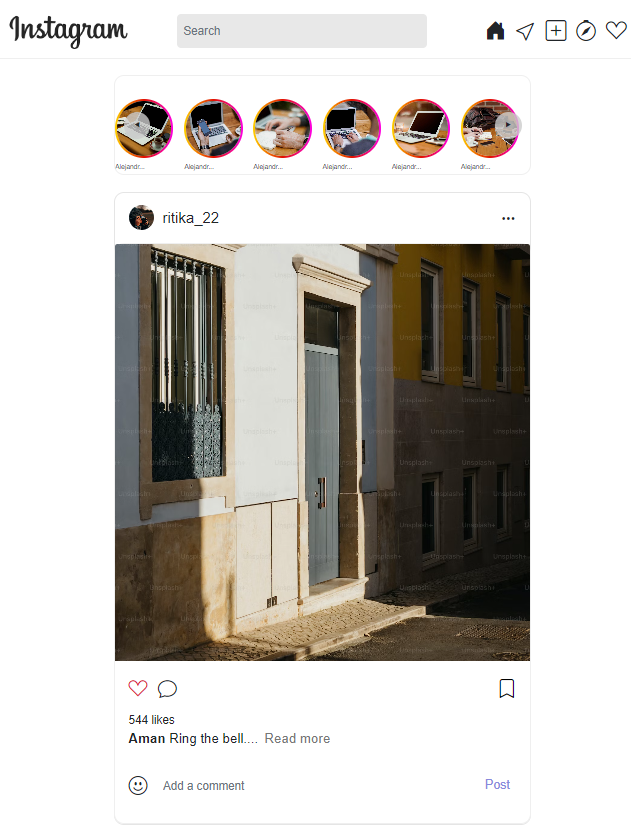 Instagram
Search
Alejandr...
Alejandr...
Alejandr...
Alejandr...
Alejandr...
Alejandr...
ritika_22
Unsplash+
544 likes
Aman Ring the bell.... Read more
Add a comment
Post